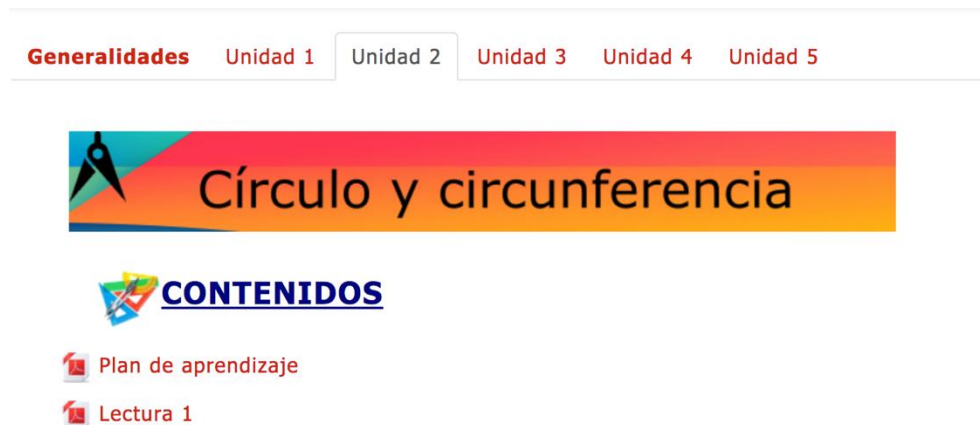 Generalidades Unidad 1 Unidad 2 Unidad 3 Unidad 4 Unidad 5
Círculo y circunferencia
CONTENIDOS
Plan de aprendizaje
Lectura 1